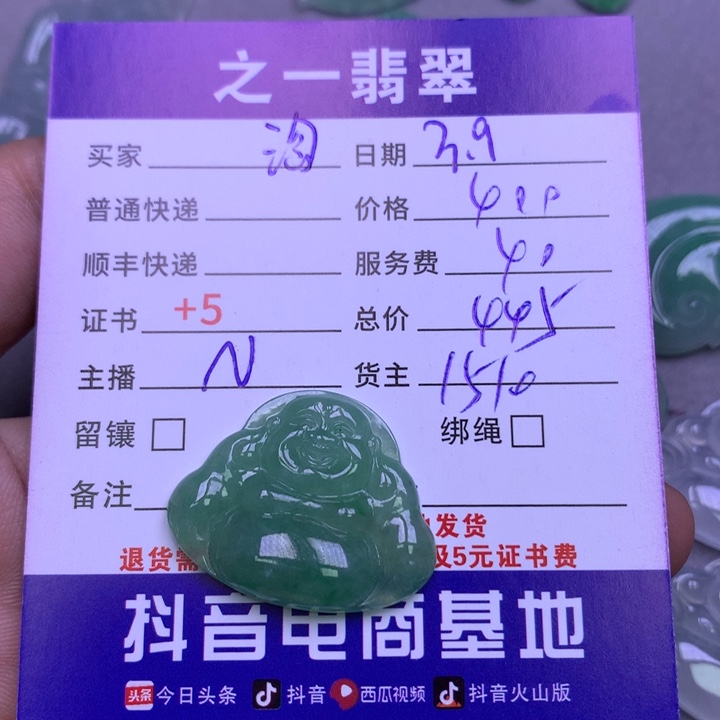 之一翡翠
买家 淘 日期 3.9
普通快递 价格 400
顺丰快递 服务费 40
证书 +5 总价 445
主播 N 货主 1510
留镶 绑绳
备注
发货
退货需 及5元证书费
抖音电商基地
头条 今日头条 抖音 西瓜视频 抖音火山版